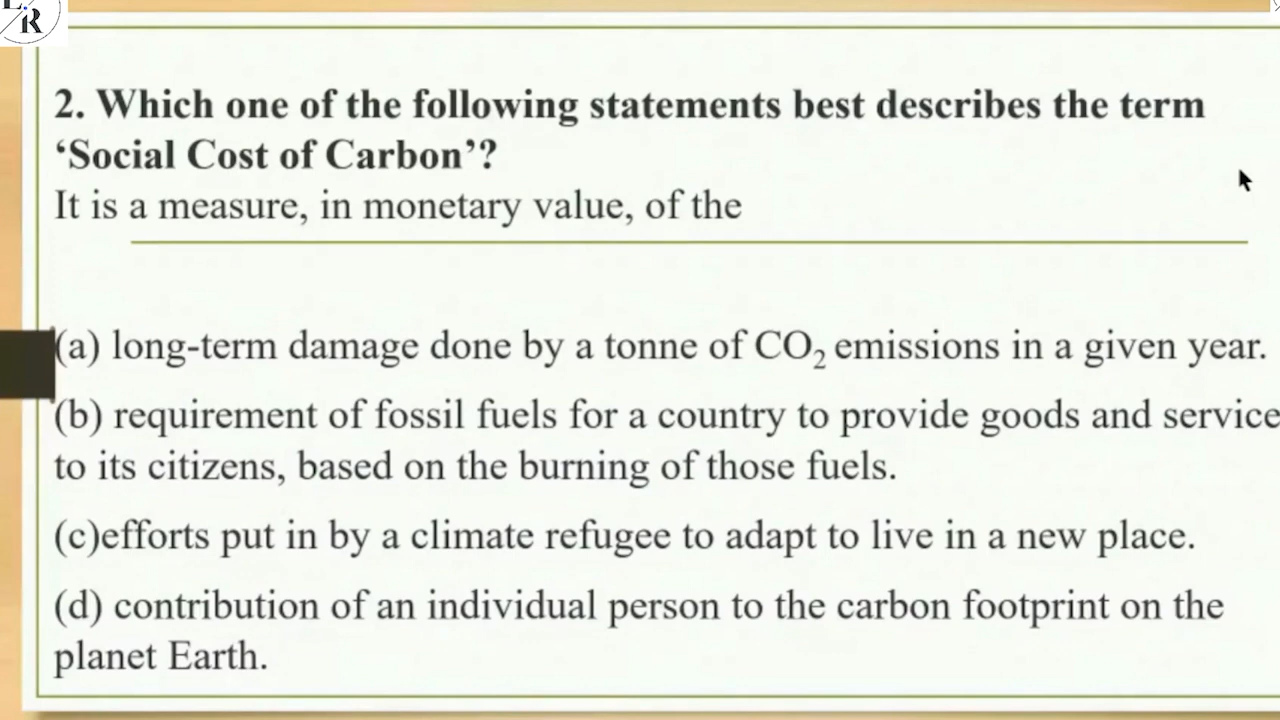 R
2. Which one of the following statements best describes the term
‘Social Cost of Carbon’?
It is a measure, in monetary value, of the
(a) long-term damage done by a tonne of CO₂ emissions in a given year.
(b) requirement of fossil fuels for a country to provide goods and service
to its citizens, based on the burning of those fuels.
(c)efforts put in by a climate refugee to adapt to live in a new place.
(d) contribution of an individual person to the carbon footprint on the
planet Earth.